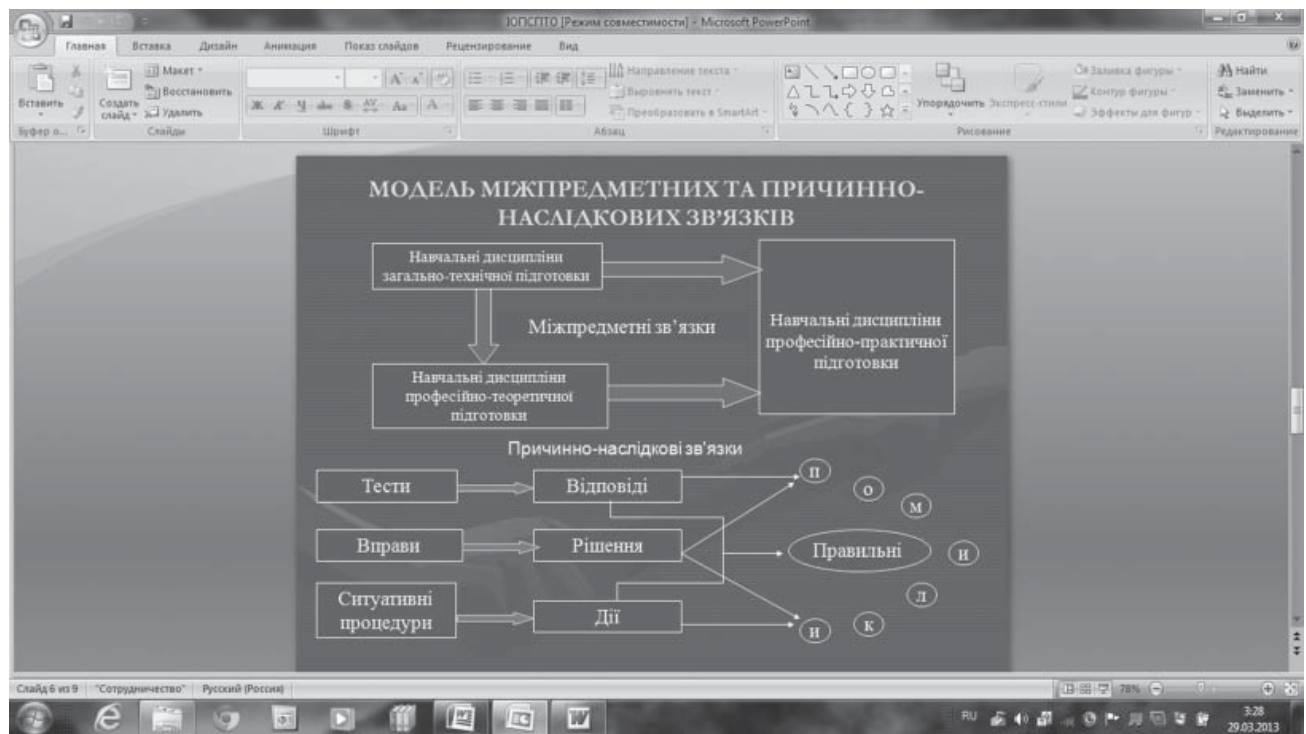 ІОПСПТО [Режим совместимости] - Microsoft PowerPoint
Главная Вставка Дизайн Анимация Показ слайдов Рецензирование Вид
Вставить
Создать слайд
Макет
Восстановить
Удалить
Направление текста
Выровнять текст
Преобразовать в SmartArt
Упорядочить
Экспресс-стили
Заливка фигуры
Контур фигуры
Эффекты для фигур
Найти
Заменить
Выделить
Буфер о... Слайды Шрифт Абзац Рисование Редактирование
МОДЕЛЬ МІЖПРЕДМЕТНИХ ТА ПРИЧИННО-
НАСЛІДКОВИХ ЗВ’ЯЗКІВ
Навчальні дисципліни
загально-технічної підготовки
Міжпредметні зв’язки
Навчальні дисципліни
професійно-практичної
підготовки
Навчальні дисципліни
професійно-теоретичної
підготовки
Причинно-наслідкові зв'язки
Тести
Відповіді
Вправи
Рішення
Ситуативні
процедури
Дії
Правильні
п
о
м
и
л
к
и
Слайд 6 из 9 "Сотрудничество" Русский (Россия) 78%
RU 3:28
29.03.2013